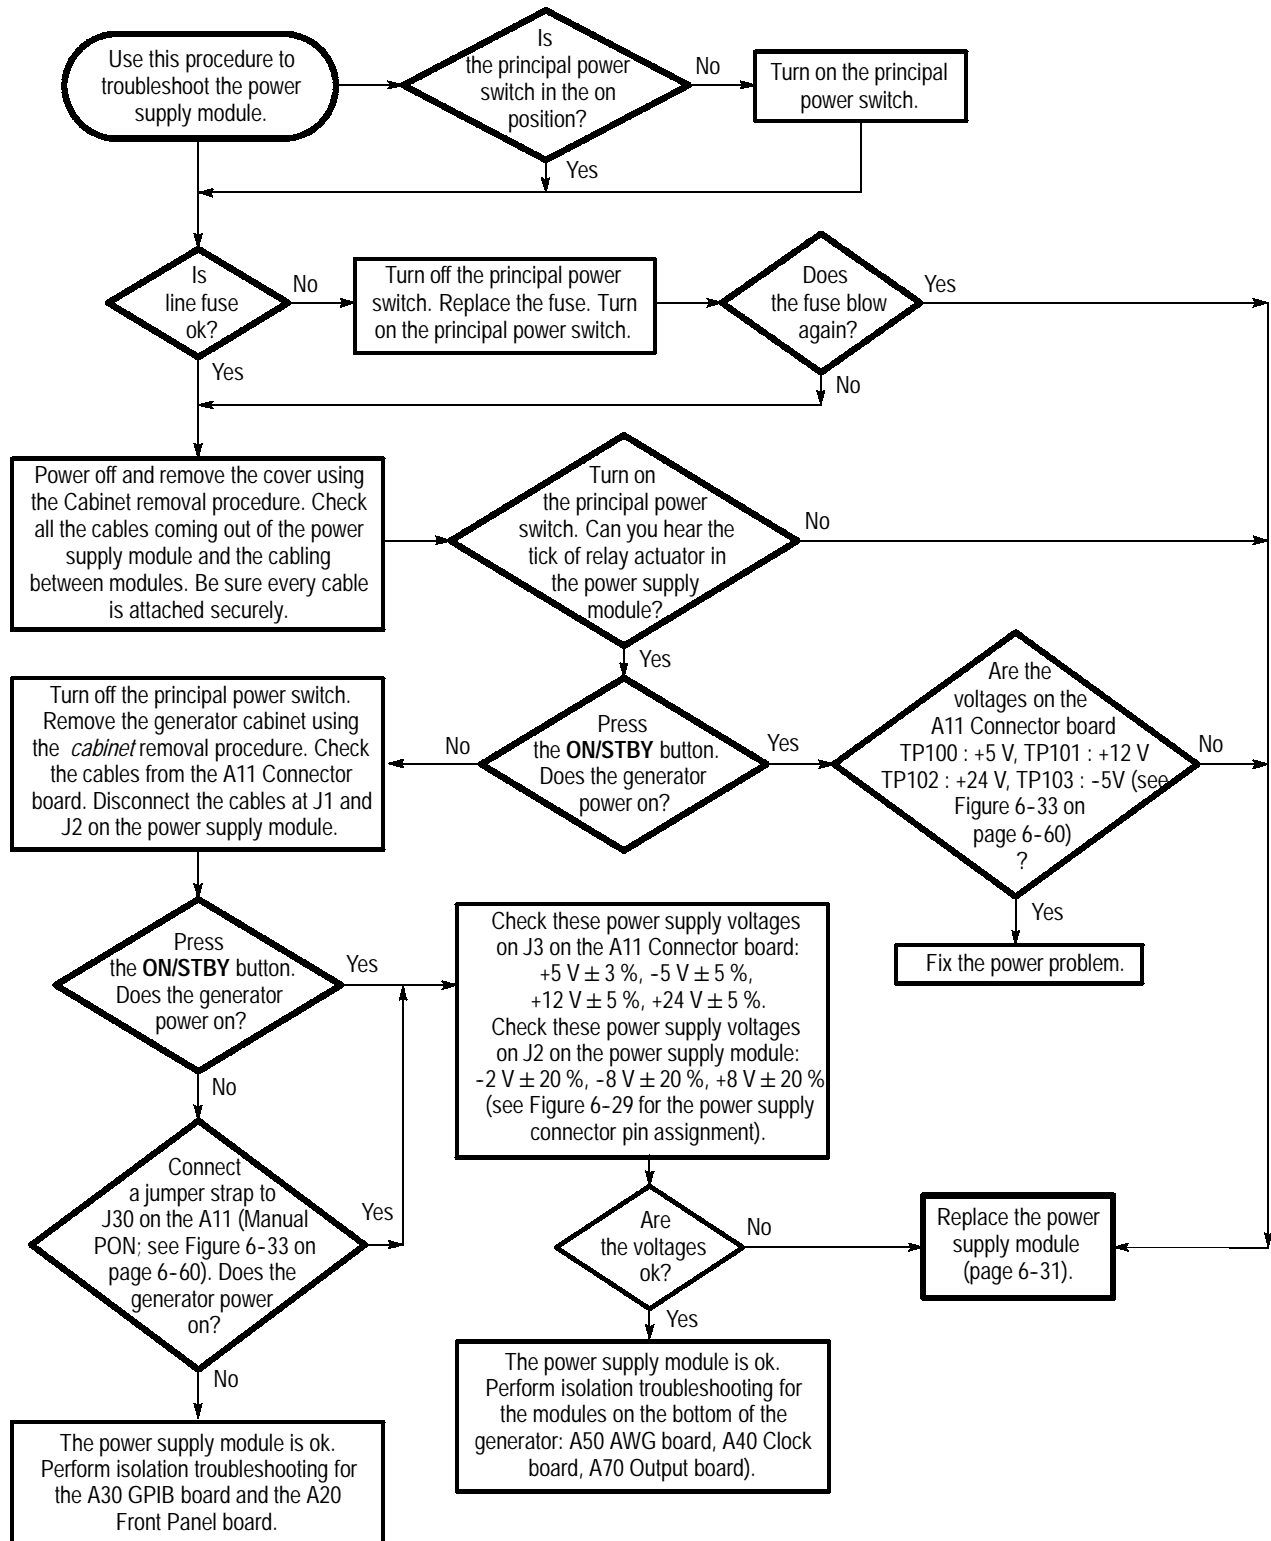 Use this procedure to
troubleshoot the power
supply module.
Is
the principal power
switch in the on
position?
No
Turn on the principal
power switch.
Yes
Is
line fuse
ok?
No
Turn off the principal power
switch. Replace the fuse. Turn
on the principal power switch.
Does
the fuse blow
again?
Yes
Yes
No
Power off and remove the cover using
the Cabinet removal procedure. Check
all the cables coming out of the power
supply module and the cabling
between modules. Be sure every cable
is attached securely.
Turn on
the principal power
switch. Can you hear the
tick of relay actuator in
the power supply
module?
No
Yes
Turn off the principal power switch.
Remove the generator cabinet using
the cabinet removal procedure. Check
the cables from the A11 Connector
board. Disconnect the cables at J1 and
J2 on the power supply module.
No
Press
the ON/STBY button.
Does the generator
power on?
Yes
Are the
voltages on the
A11 Connector board
TP100 : +5 V, TP101 : +12 V
TP102 : +24 V, TP103 : -5V (see
Figure 6-33 on
page 6-60)
?
No
Yes
Fix the power problem.
Press
the ON/STBY button.
Does the generator
power on?
Yes
No
Check these power supply voltages
on J3 on the A11 Connector board:
+5 V ± 3 %, -5 V ± 5 %,
+12 V ± 5 %, +24 V ± 5 %.
Check these power supply voltages
on J2 on the power supply module:
-2 V ± 20 %, -8 V ± 20 %, +8 V ± 20 %
(see Figure 6-29 for the power supply
connector pin assignment).
Connect
a jumper strap to
J30 on the A11 (Manual
PON; see Figure 6-33 on
page 6-60). Does the
generator power
on?
Yes
No
Are
the voltages
ok?
No
Yes
Replace the power
supply module
(page 6-31).
The power supply module is ok.
Perform isolation troubleshooting for
the modules on the bottom of the
generator: A50 AWG board, A40 Clock
board, A70 Output board).
The power supply module is ok.
Perform isolation troubleshooting for
the A30 GPIB board and the A20
Front Panel board.